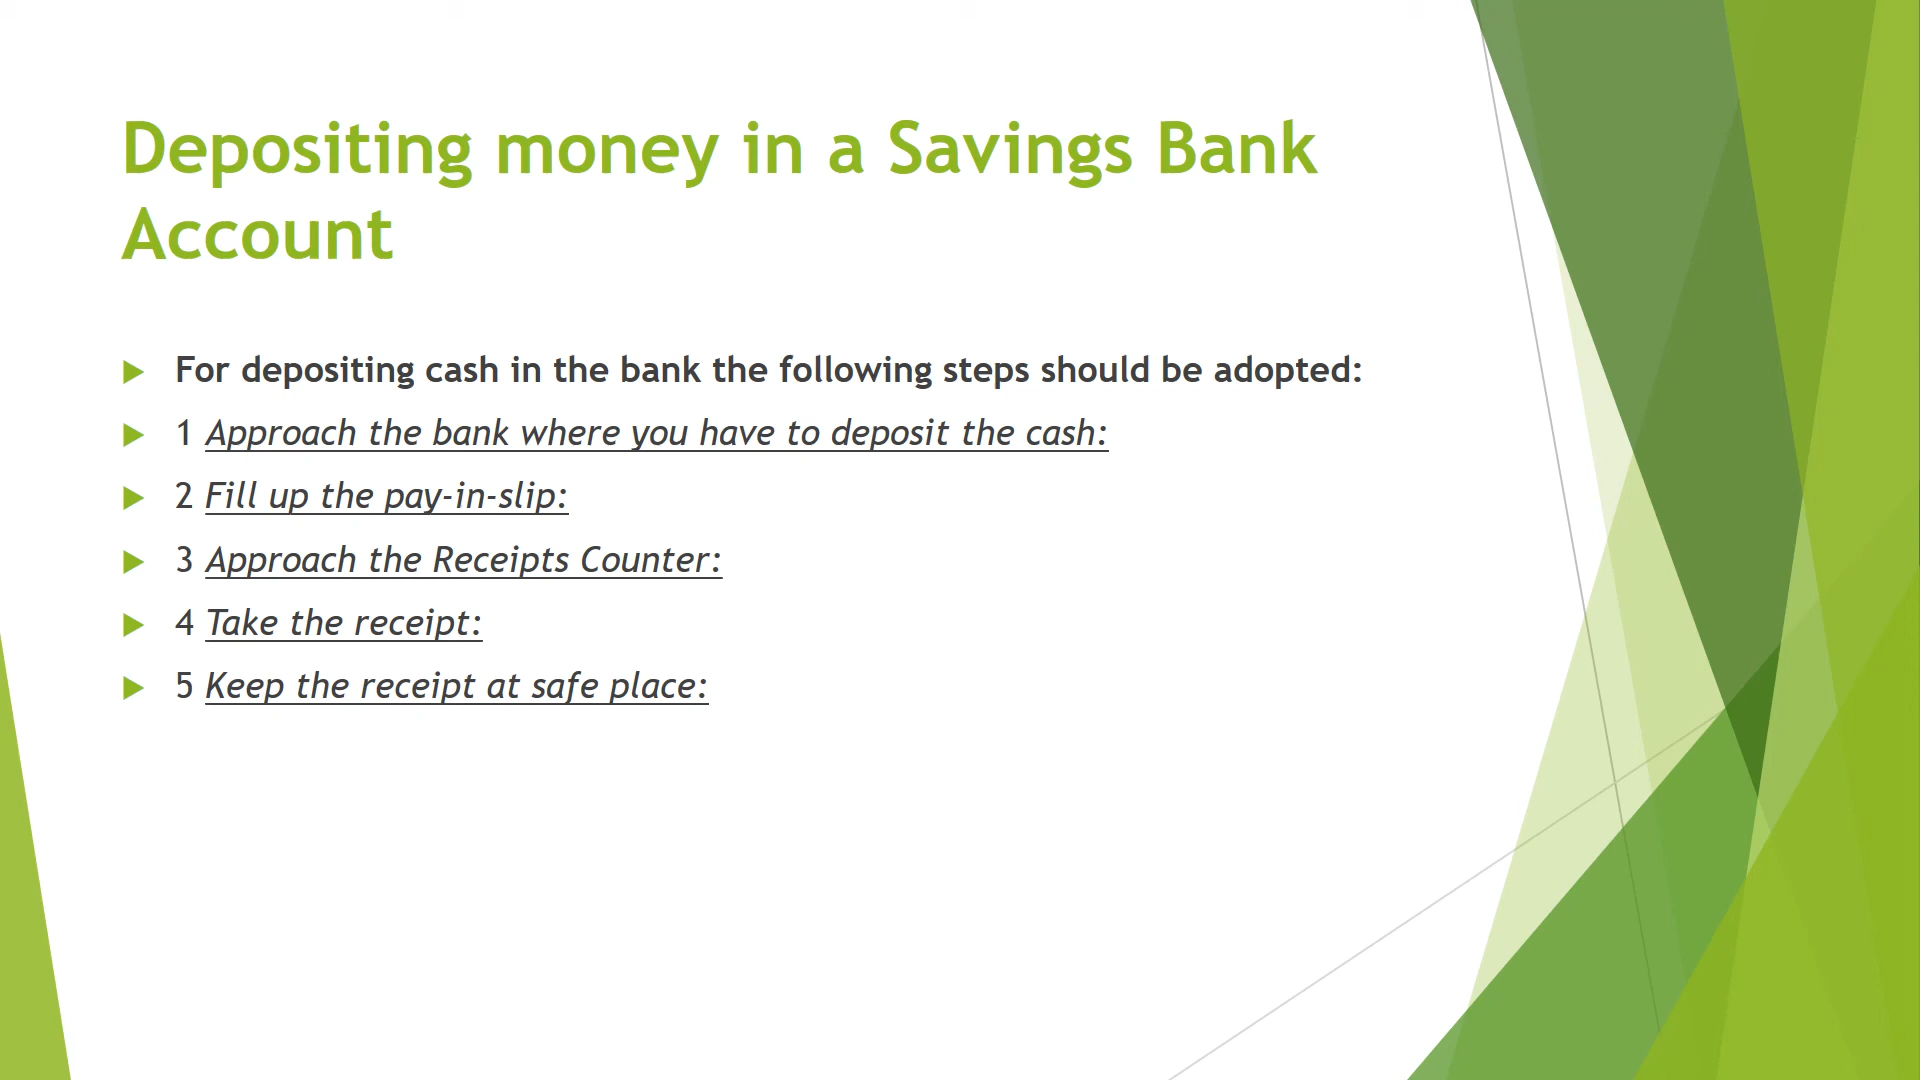 Depositing money in a Savings Bank
Account
For depositing cash in the bank the following steps should be adopted:
1 Approach the bank where you have to deposit the cash:
2 Fill up the pay-in-slip:
3 Approach the Receipts Counter:
4 Take the receipt:
5 Keep the receipt at safe place: